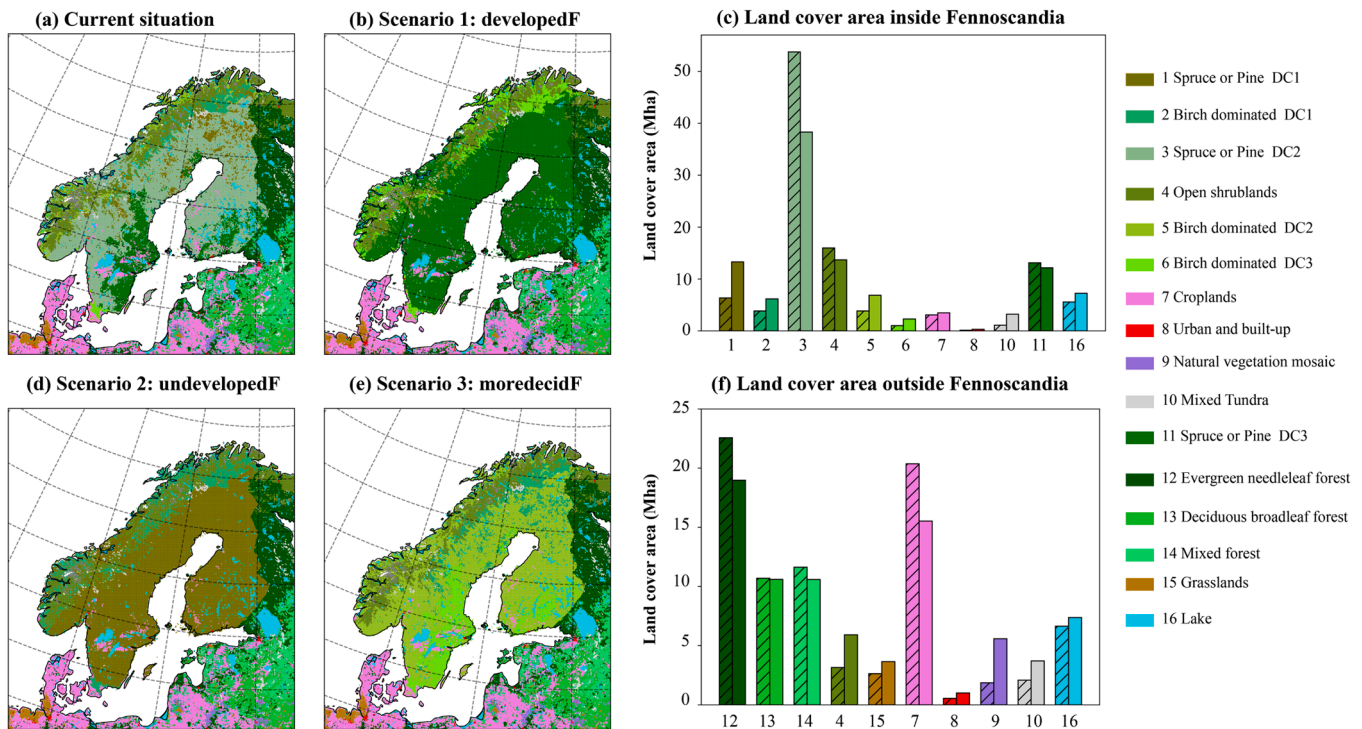 (a) Current situation
(b) Scenario 1: developedF
(c) Land cover area inside Fennoscandia
Land cover area (Mha)
50
40
30
20
10
0
1 2 3 4 5 6 7 8 10 11 16
(d) Scenario 2: undevelopedF
(e) Scenario 3: moredecidF
(f) Land cover area outside Fennoscandia
Land cover area (Mha)
25
20
15
10
5
0
12 13 14 4 15 7 8 9 10 16
1 Spruce or Pine DC1
2 Birch dominated DC1
3 Spruce or Pine DC2
4 Open shrublands
5 Birch dominated DC2
6 Birch dominated DC3
7 Croplands
8 Urban and built-up
9 Natural vegetation mosaic
10 Mixed Tundra
11 Spruce or Pine DC3
12 Evergreen needleleaf forest
13 Deciduous broadleaf forest
14 Mixed forest
15 Grasslands
16 Lake